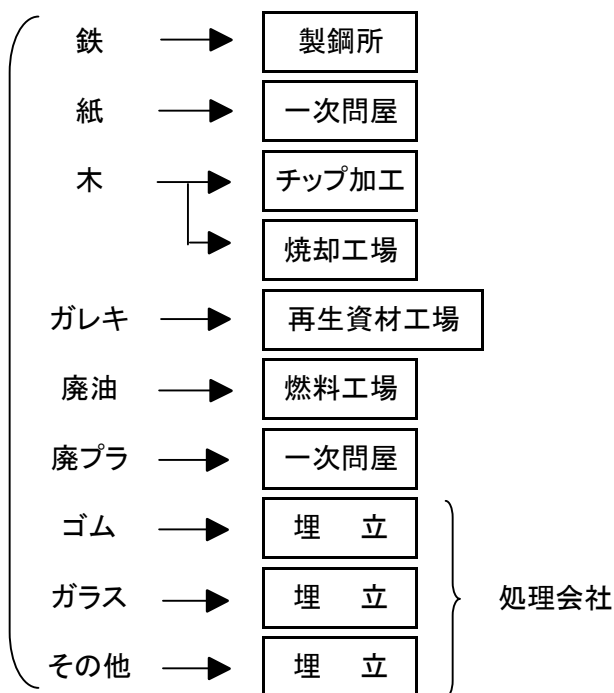 鉄 製鋼所
紙 一次問屋
木 チップ加工
焼却工場
ガレキ 再生資材工場
廃油 燃料工場
廃プラ 一次問屋
ゴム 埋 立
ガラス 埋 立 処理会社
その他 埋 立